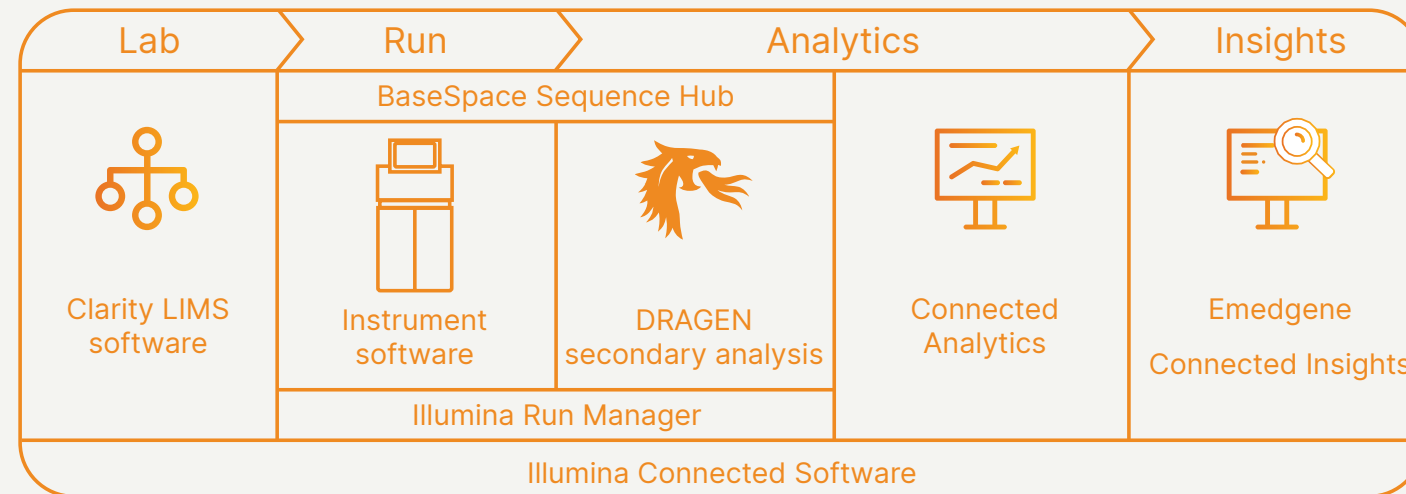 Lab
Run
Analytics
Insights
BaseSpace Sequence Hub
Clarity LIMS
software
Instrument
software
DRAGEN
secondary analysis
Connected
Analytics
Emedgene
Connected Insights
Illumina Run Manager
Illumina Connected Software